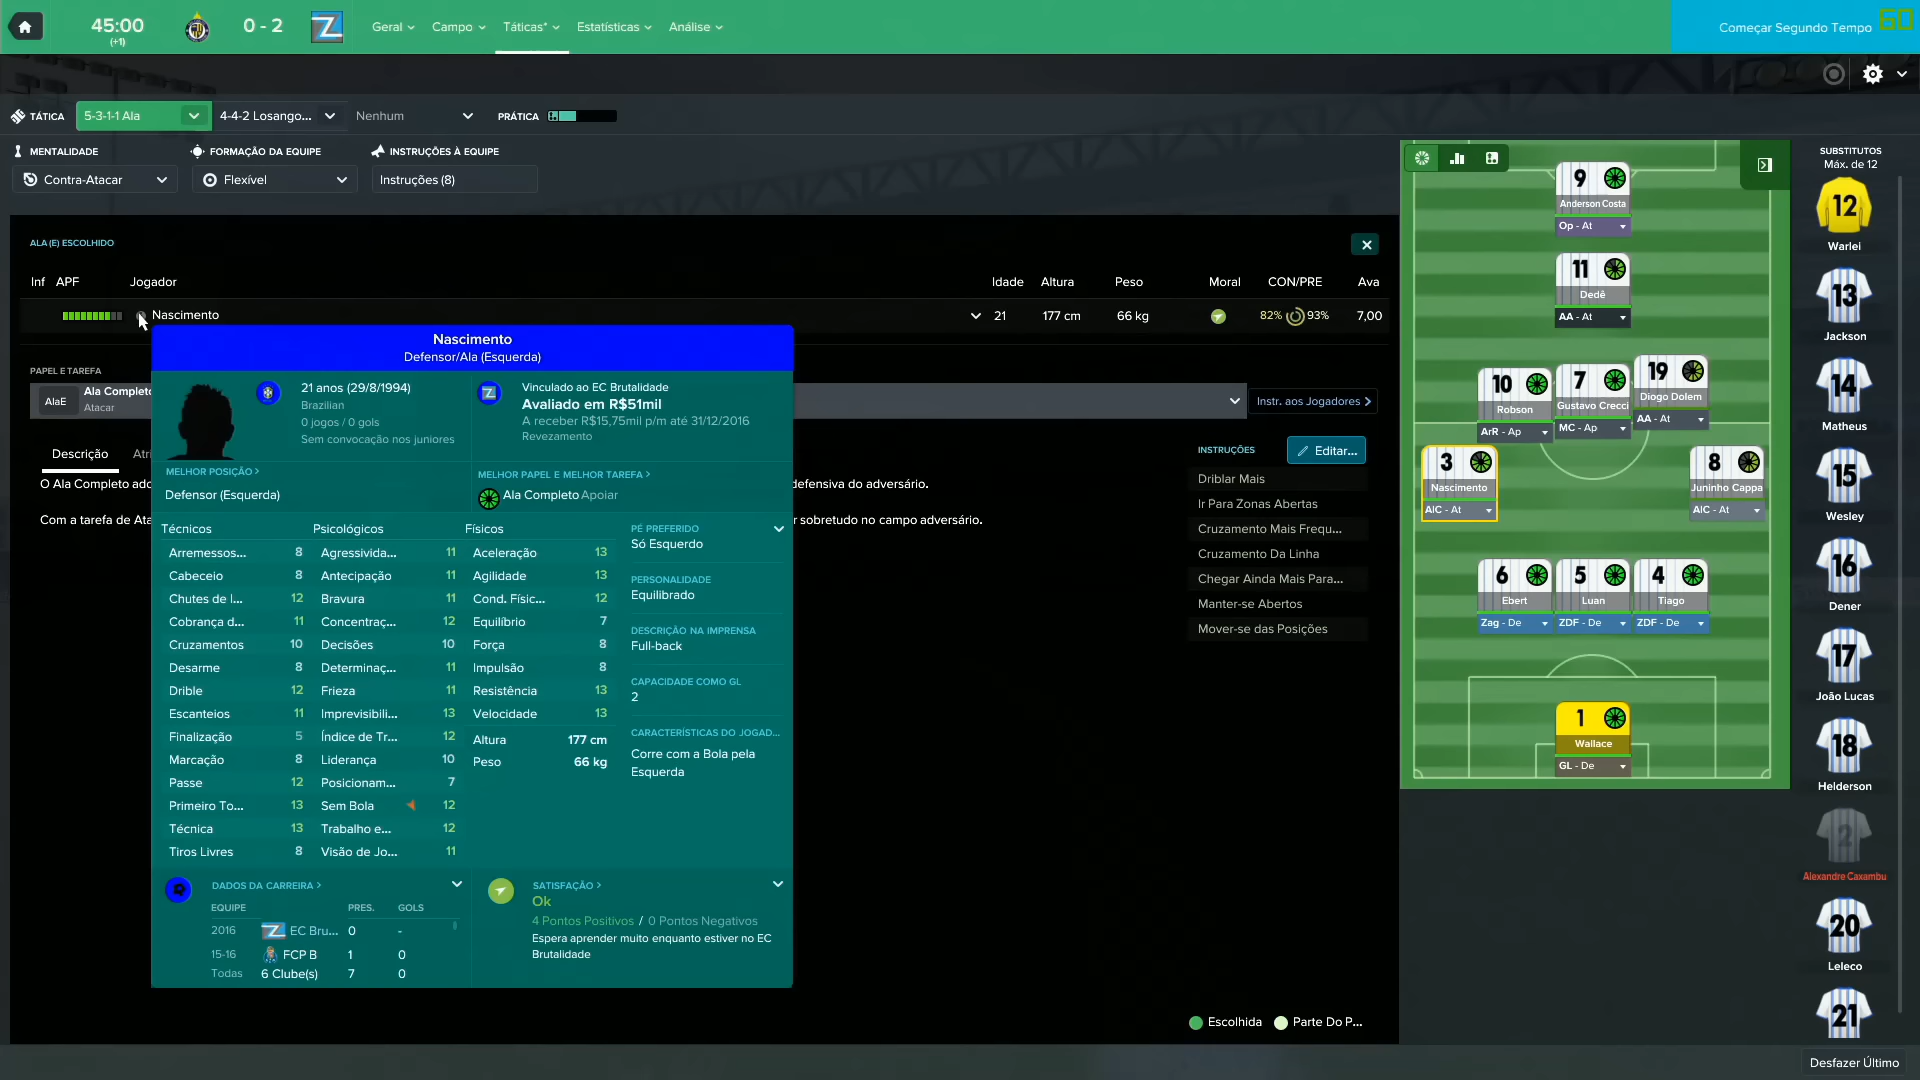 45:00
(+1)
0 - 2
Geral
Campo
Táticas*
Estatísticas
Análise
Começar Segundo Tempo
60
TÁTICA
5-3-1-1 Ala
4-4-2 Losango...
Nenhum
PRÁTICA
MENTALIDADE
FORMAÇÃO DA EQUIPE
INSTRUÇÕES À EQUIPE
Contra-Atacar
Flexível
Instruções (8)
ALA (E) ESCOLHIDO
Inf APF Jogador Idade Altura Peso Moral CON/PRE Ava
Nascimento 21 177 cm 66 kg 82% 93% 7,00
PAPEL E TAREFA
AlaE
Ala Completo
Atacar
Instr. aos Jogadores
Descrição
Atri
O Ala Completo ado
defensiva do adversário.
Com a tarefa de Ata
r sobretudo no campo adversário.
INSTRUÇÕES
Editar...
Driblar Mais
Ir Para Zonas Abertas
Cruzamento Mais Frequ...
Cruzamento Da Linha
Chegar Ainda Mais Para...
Manter-se Abertos
Mover-se das Posições
Nascimento
Defensor/Ala (Esquerda)
21 anos (29/8/1994)
Brazilian
0 jogos / 0 gols
Sem convocação nos juniores
Vinculado ao EC Brutalidade
Avaliado em R$51mil
A receber R$15,75mil p/m até 31/12/2016
Revezamento
MELHOR POSIÇÃO >
Defensor (Esquerda)
MELHOR PAPEL E MELHOR TAREFA >
Ala Completo Apoiar
Técnicos
Arremessos... 8
Cabeceio 8
Chutes de l... 12
Cobrança d... 11
Cruzamentos 10
Desarme 8
Drible 12
Escanteios 11
Finalização 5
Marcação 8
Passe 12
Primeiro To... 13
Técnica 13
Tiros Livres 8
Psicológicos
Agressivida... 11
Antecipação 11
Bravura 11
Concentraç... 12
Decisões 10
Determinaç... 11
Frieza 11
Imprevisibili... 13
Índice de Tr... 12
Liderança 10
Posicionam... 7
Sem Bola 12
Trabalho e... 12
Visão de Jo... 11
Físicos
Aceleração 13
Agilidade 13
Cond. Físic... 12
Equilíbrio 7
Força 8
Impulsão 8
Resistência 13
Velocidade 13
Altura 177 cm
Peso 66 kg
PÉ PREFERIDO
Só Esquerdo
PERSONALIDADE
Equilibrado
DESCRIÇÃO NA IMPRENSA
Full-back
CAPACIDADE COMO GL
2
CARACTERÍSTICAS DO JOGAD...
Corre com a Bola pela
Esquerda
DADOS DA CARREIRA >
EQUIPE PRES. GOLS
2016 EC Bru... 0 -
15-16 FCP B 1 0
Todas 6 Clube(s) 7 0
SATISFAÇÃO >
Ok
4 Pontos Positivos / 0 Pontos Negativos
Espera aprender muito enquanto estiver no EC
Brutalidade
Escolhida
Parte Do P...
9
Anderson Costa
Op - At
11
Dedê
AA - At
10
Robson
ArR - Ap
7
Gustavo Crecci
MC - Ap
19
Diogo Dolem
AA - At
3
Nascimento
AlC - At
8
Juninho Cappa
AlC - At
6
Ebert
Zag - De
5
Luan
ZDF - De
4
Tiago
ZDF - De
1
Wallace
GL - De
SUBSTITUTOS
Máx. de 12
12
Warlei
13
Jackson
14
Matheus
15
Wesley
16
Dener
17
João Lucas
18
Helderson
2
Alexandre Caxambu
20
Leleco
21
Desfazer Último